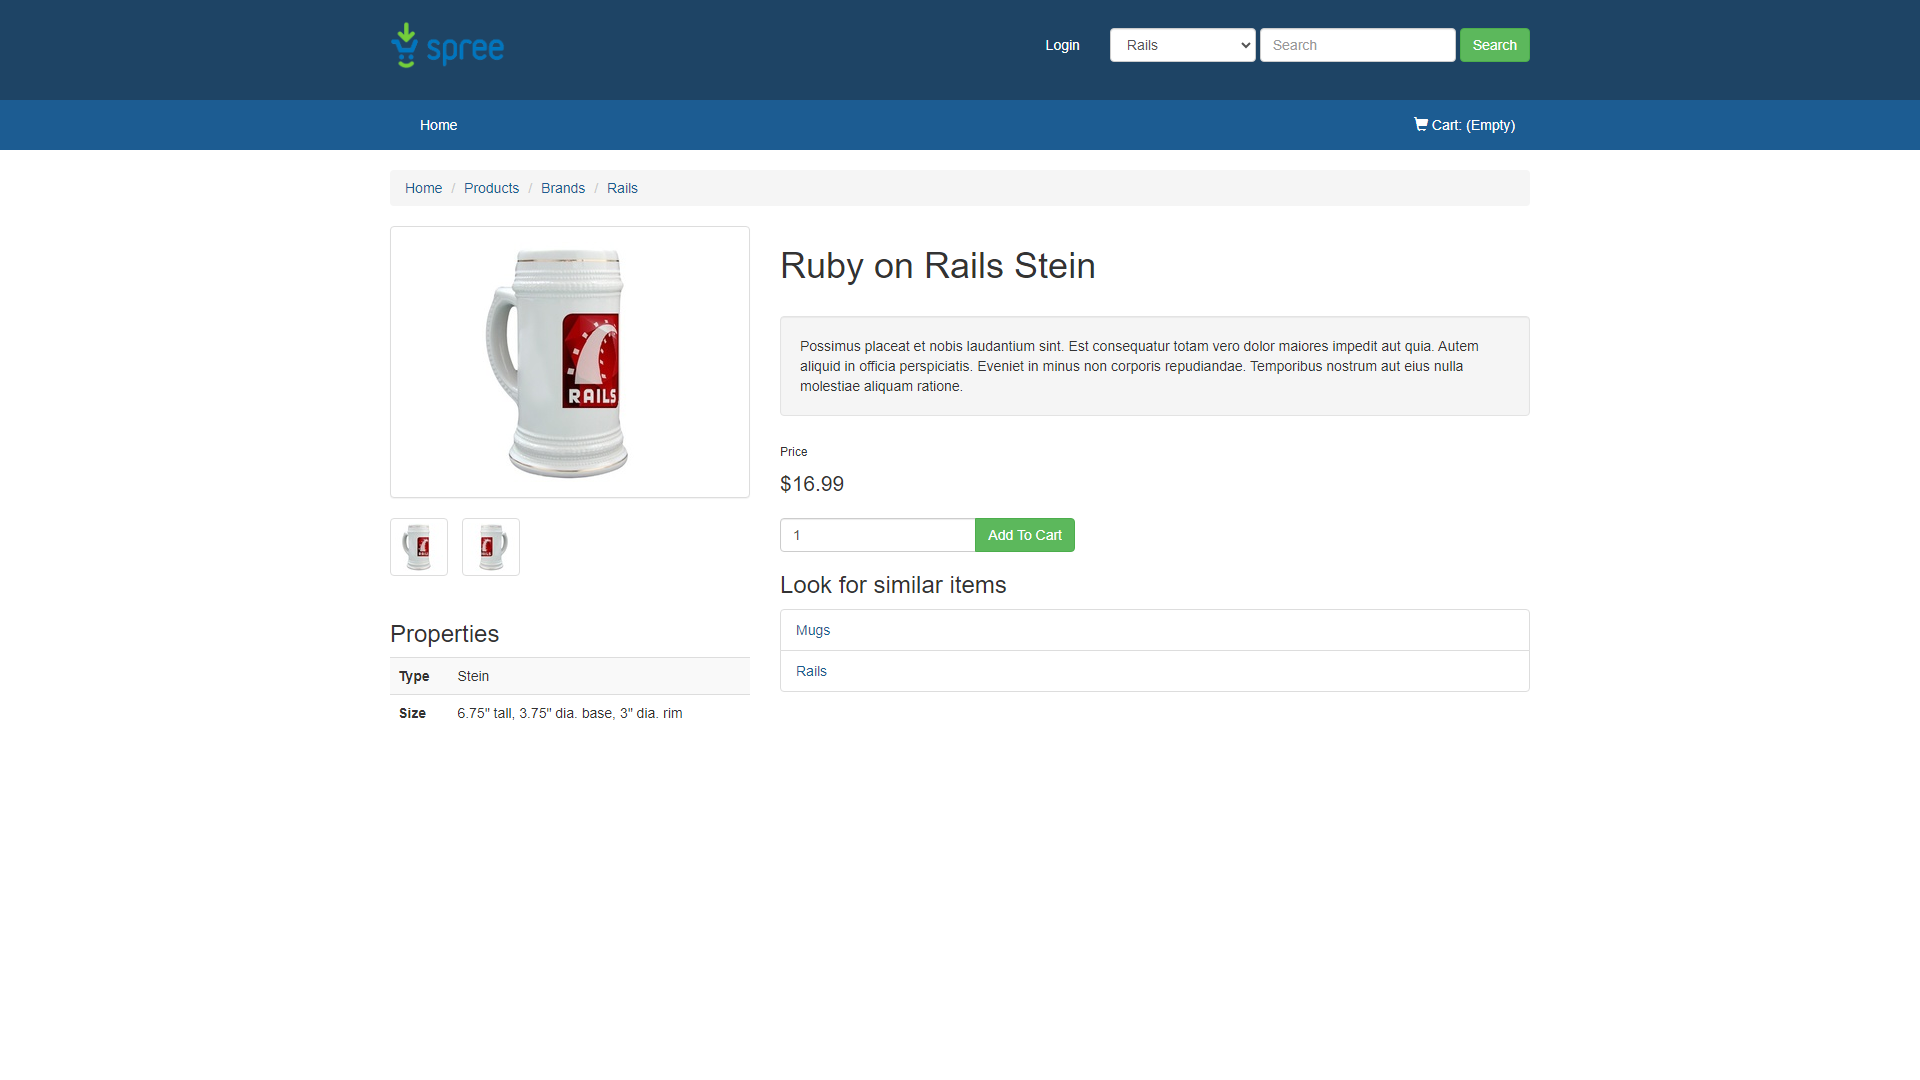 spree
Login
Rails
Search
Search
Home
Cart: (Empty)
Home / Products / Brands / Rails
RAILS
Ruby on Rails Stein
Possimus placeat et nobis laudantium sint. Est consequatur totam vero dolor maiores impedit aut quia. Autem
aliquid in officia perspiciatis. Eveniet in minus non corporis repudiandae. Temporibus nostrum aut eius nulla
molestiae aliquam ratione.
Price
$16.99
1
Add To Cart
Look for similar items
Mugs
Rails
Properties
Type Stein
Size 6.75" tall, 3.75" dia. base, 3" dia. rim